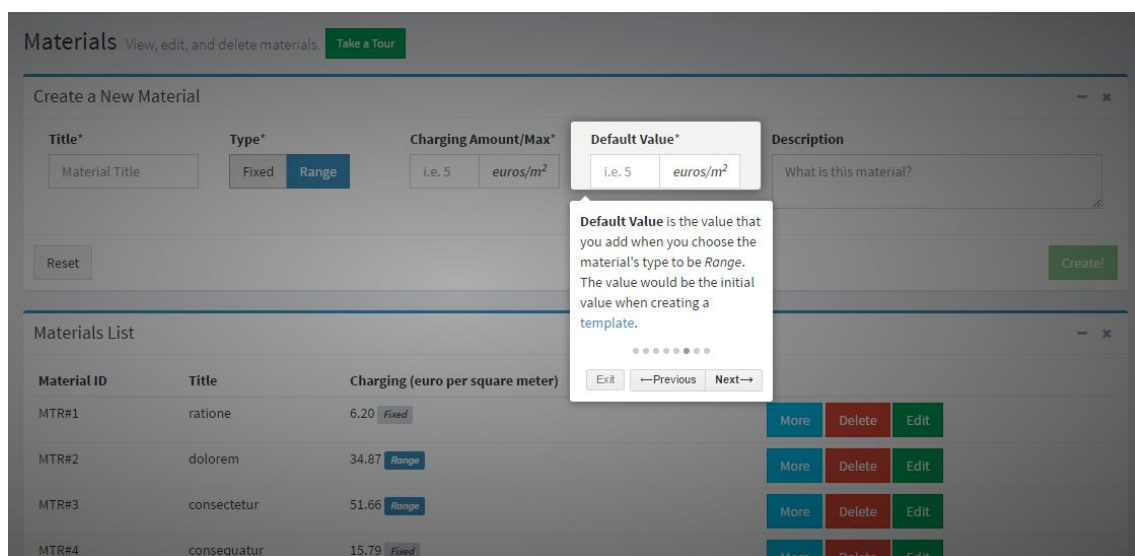 Materials View, edit, and delete materials. Take a Tour
Create a New Material
Title* Type* Charging Amount/Max* Default Value* Description
Material Title Fixed Range i.e. 5 euros/m² i.e. 5 euros/m² What is this material?
Default Value is the value that
you add when you choose the
material's type to be Range.
The value would be the initial
value when creating a
template.
Exit ←Previous Next→
Reset Create!
Materials List
Material ID Title Charging (euro per square meter)
MTR#1 ratione 6.20 Fixed More Delete Edit
MTR#2 dolorem 34.87 Range More Delete Edit
MTR#3 consectetur 51.66 Range More Delete Edit
MTR#4 consequatur 15.79 Fixed More Delete Edit